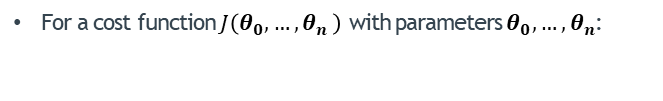 • For a cost function J(θ₀, … , θₙ ) with parameters θ₀, … , θₙ: